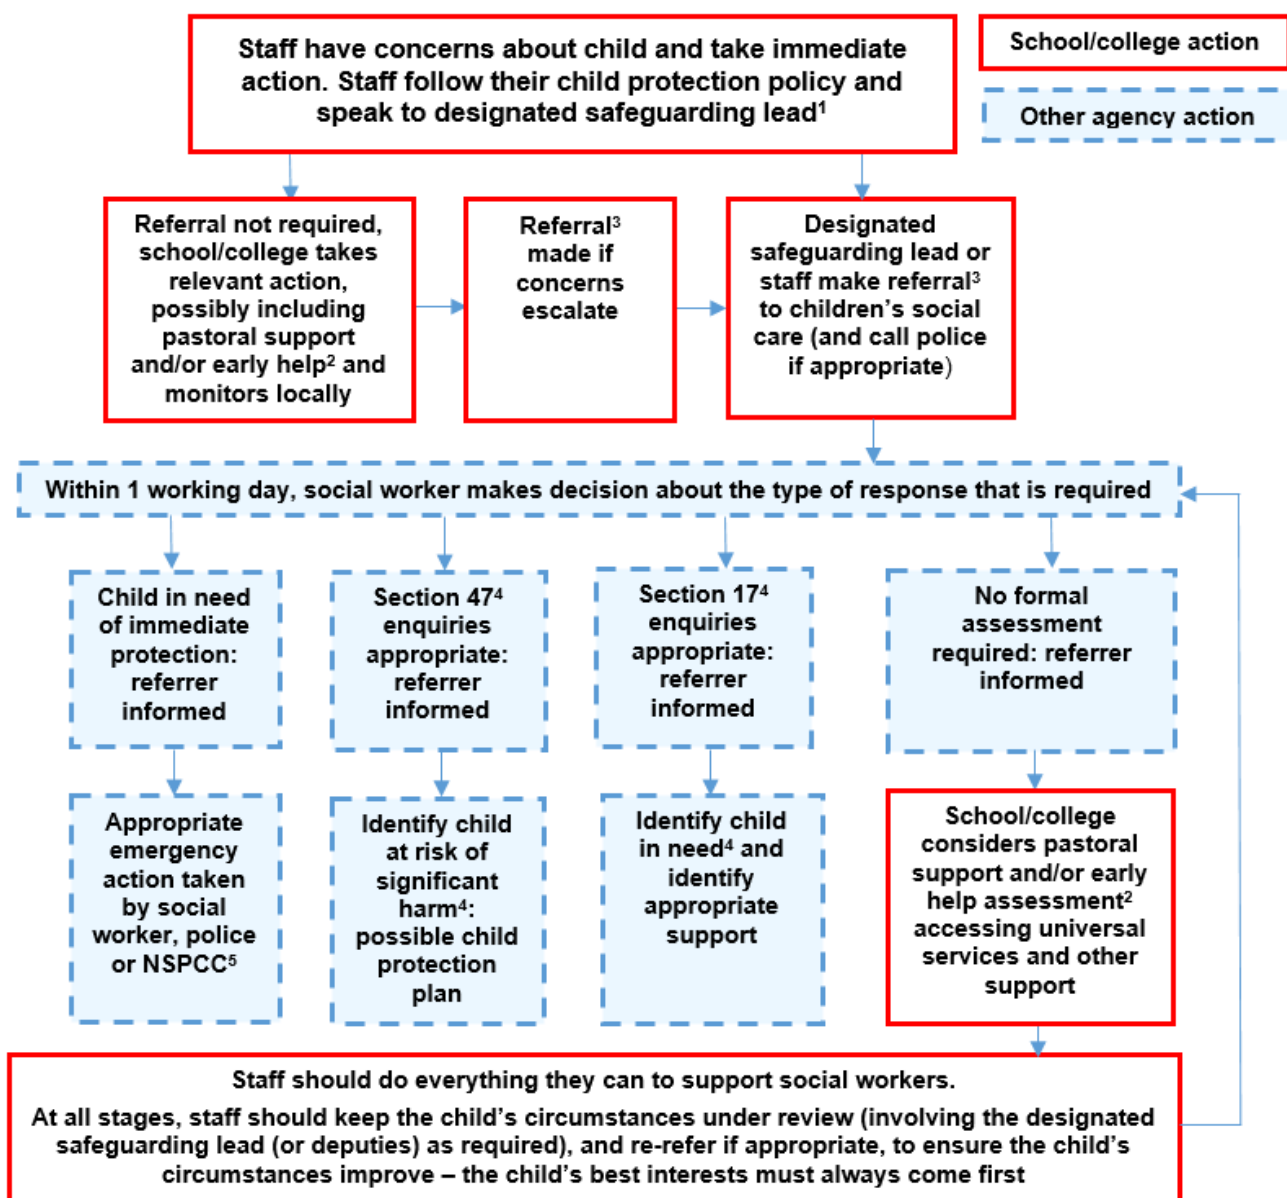 Staff have concerns about child and take immediate
action. Staff follow their child protection policy and
speak to designated safeguarding lead¹
School/college action
Other agency action
Referral not required,
school/college takes
relevant action,
possibly including
pastoral support
and/or early help² and
monitors locally
Referral³
made if
concerns
escalate
Designated
safeguarding lead or
staff make referral³
to children’s social
care (and call police
if appropriate)
Within 1 working day, social worker makes decision about the type of response that is required
Child in need
of immediate
protection:
referrer
informed
Section 47⁴
enquiries
appropriate:
referrer
informed
Section 17⁴
enquiries
appropriate:
referrer
informed
No formal
assessment
required: referrer
informed
Appropriate
emergency
action taken
by social
worker, police
or NSPCC⁵
Identify child
at risk of
significant
harm⁴:
possible child
protection
plan
Identify child
in need⁴ and
identify
appropriate
support
School/college
considers pastoral
support and/or early
help assessment²
accessing universal
services and other
support
Staff should do everything they can to support social workers.
At all stages, staff should keep the child’s circumstances under review (involving the designated
safeguarding lead (or deputies) as required), and re-refer if appropriate, to ensure the child’s
circumstances improve – the child’s best interests must always come first